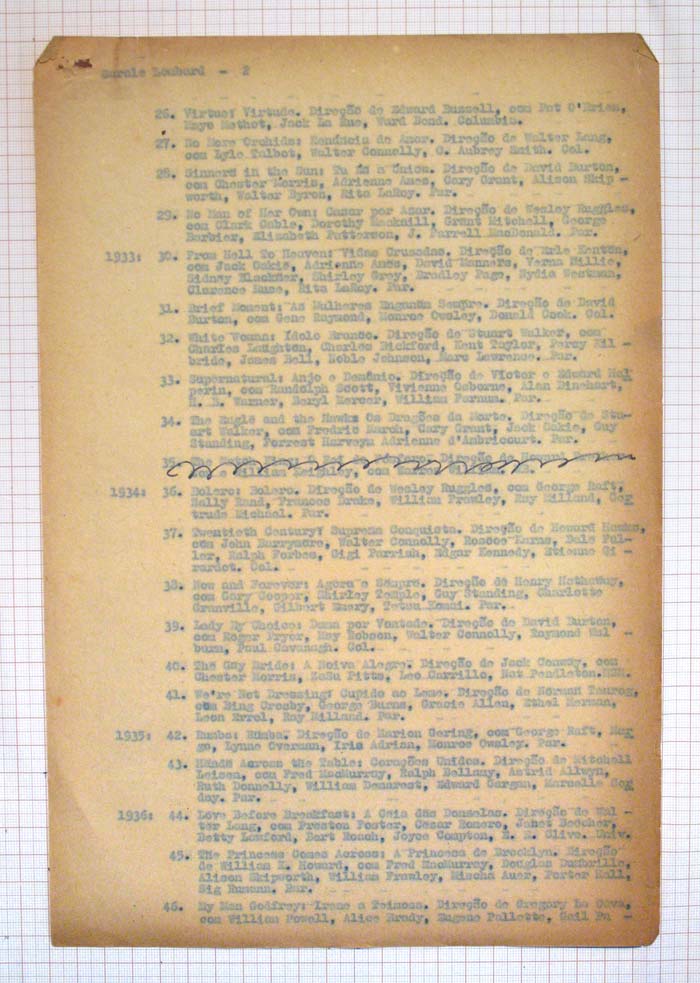 Carole Lombard - 2
26. Virtue: Virtude. Direção de Edward Buzzell, com Pat O'Brien,
Mayo Methot, Jack La Rue, Ward Bond. Columbia.
27. No More Orchids: Renúncia de Amor. Direção de Walter Lang,
com Lyle Talbot, Walter Connolly, C. Aubrey Smith. Col.
28. Sinners in the Sun: Tu és a Única. Direção de David Burton,
com Chester Morris, Adrienne Ames, Cary Grant, Alison Skip -
worth, Walter Byron, Rita LaRoy. Par.
29. No Man of Her Own: Casar por Azar. Direção de Wesley Ruggles,
com Clark Gable, Dorothy Mackaill, Grant Mitchell, George
Barbier, Elizabeth Patterson, J. Farrell MacDonald. Par.
1933: 30. From Hell To Heaven: Vidas Cruzadas. Direção de Erle Kenton,
com Jack Oakie, Adrienne Ames, David Manners, Verna Hillie,
Sidney Blackmer, Shirley Grey, Bradley Page, Nydia Westman,
Clarence Muse, Rita LaRoy. Par.
31. Brief Moment: As Mulheres Enganam Sempre. Direção de David
Burton, com Gene Raymond, Monroe Owsley, Donald Cook. Col.
32. White Woman: Ídolo Branco. Direção de Stuart Walker, com
Charles Laughton, Charles Bickford, Kent Taylor, Percy Kil -
bride, James Bell, Noble Johnson, Marc Lawrence. Par.
33. Supernatural: Anjo e Demônio. Direção de Victor e Edward Hal
perin, com Randolph Scott, Vivienne Osborne, Alan Dinehart,
H. B. Warner, Beryl Mercer, William Farnum. Par.
34. The Eagle and the Hawk: Os Dragões da Morte. Direção de Stu-
art Walker, com Fredric March, Cary Grant, Jack Oakie, Guy
Standing, Forrest Harveym Adrienne d'Ambricourt. Par.
35. The Match King: O Rei do Fósforo: Direção de Howard
William Keighley, com
1934: 36. Bolero: Bolero. Direção de Wesley Ruggles, com George Raft,
Sally Rand, Frances Drake, William Frawley, Ray Milland, Ger
trude Michael. Par.
37. Twentieth Century: Suprema Conquista. Direção de Howard Hawks,
com John Barrymore, Walter Connolly, Roscoe Karns, Dale Ful-
ler, Ralph Forbes, Gigi Parrish, Edgar Kennedy, Etienne Gi -
rardot. Col.
38. Now and Forever: Agora e Sempre. Direção de Henry Hathaway,
com Gary Cooper, Shirley Temple, Guy Standing, Charlotte
Granville, Gilbert Emery, Tetsu Komai. Par.
39. Lady By Choice: Dama por Vontade. Direção de David Burton,
com Roger Pryor, May Robson, Walter Connolly, Raymond Wal -
burn, Paul Cavanagh. Col.
40. The Gay Bride: A Noiva Alegre. Direção de Jack Conway, com
Chester Morris, ZaSu Pitts, Leo Carrillo, Nat Pendleton.MGM.
41. We're Not Dressing: Cupido ao Leme. Direção de Norman Taurog,
com Bing Crosby, George Burns, Gracie Allen, Ethel Merman,
Leon Errol, Ray Milland. Par.
1935: 42. Rumba: Rumba. Direção de Marion Gering, com George Raft, Mar
go, Lynne Overman, Iris Adrian, Monroe Owsley. Par.
43. Hands Across the Table: Corações Unidos. Direção de Mitchell
Leisen, com Fred MacMurray, Ralph Bellamy, Astrid Allwyn,
Ruth Donnelly, William Demarest, Edward Gargan, Marcelle Cor
day. Par.
1936: 44. Love Before Breakfast: A Caia das Donzelas. Direção de Wal -
ter Lang, com Preston Foster, Cesar Romero, Janet Beecher,
Betty Lawford, Bert Roach, Joyce Compton, E. E. Clive. Univ.
45. The Princess Comes Across: A Princesa de Brooklyn. Direção
de William K. Howard, com Fred MacMurray, Douglas Dumbrille,
Alison Skipworth, William Frawley, Mischa Auer, Porter Hall,
Sig Rumann. Par.
46. My Man Godfrey: Irene a Teimosa. Direção de Gregory La Cava,
com William Powell, Alice Brady, Eugene Pallette, Gail Pa -